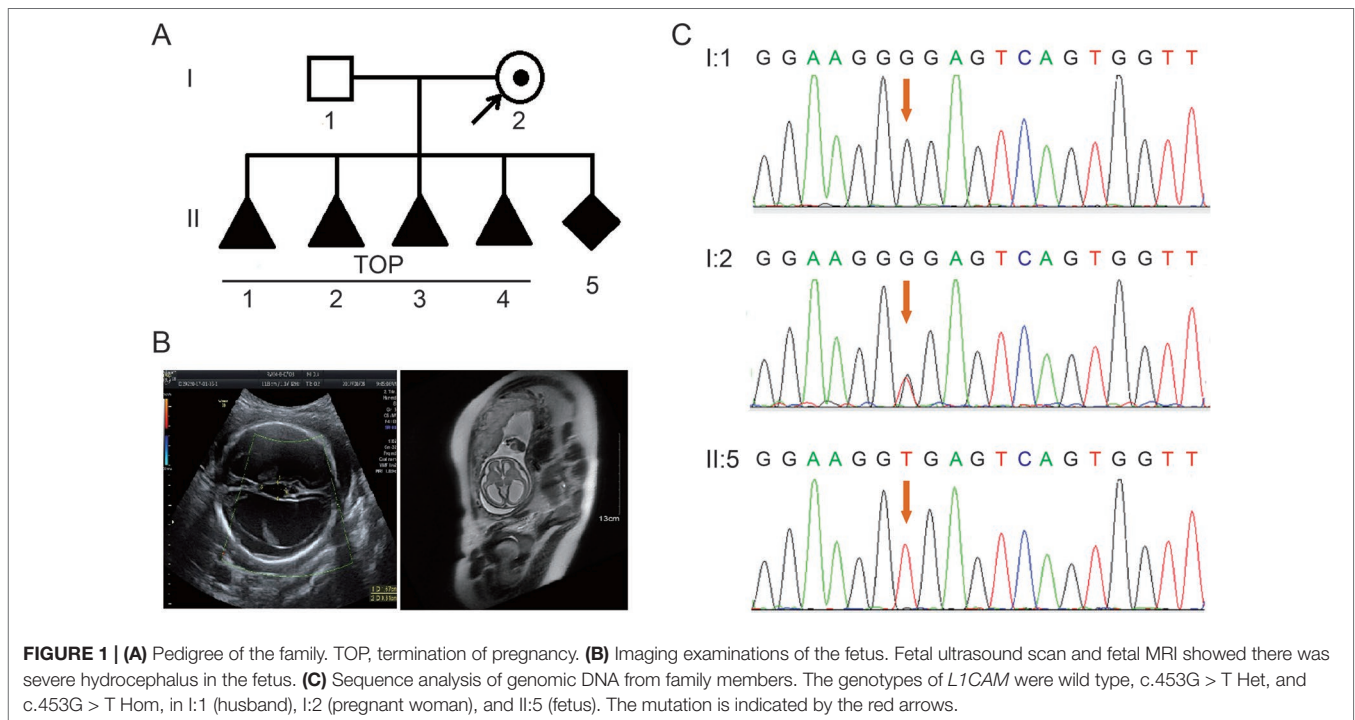 A
I
1
2
II
TOP
1
2
3
4
5
B
13cm
C
I:1 G G A A G G G G A G T C A G T G G T T
I:2 G G A A G G G G A G T C A G T G G T T
II:5 G G A A G G T G A G T C A G T G G T T
FIGURE 1 | (A) Pedigree of the family. TOP, termination of pregnancy. (B) Imaging examinations of the fetus. Fetal ultrasound scan and fetal MRI showed there was
severe hydrocephalus in the fetus. (C) Sequence analysis of genomic DNA from family members. The genotypes of L1CAM were wild type, c.453G > T Het, and
c.453G > T Hom, in I:1 (husband), I:2 (pregnant woman), and II:5 (fetus). The mutation is indicated by the red arrows.